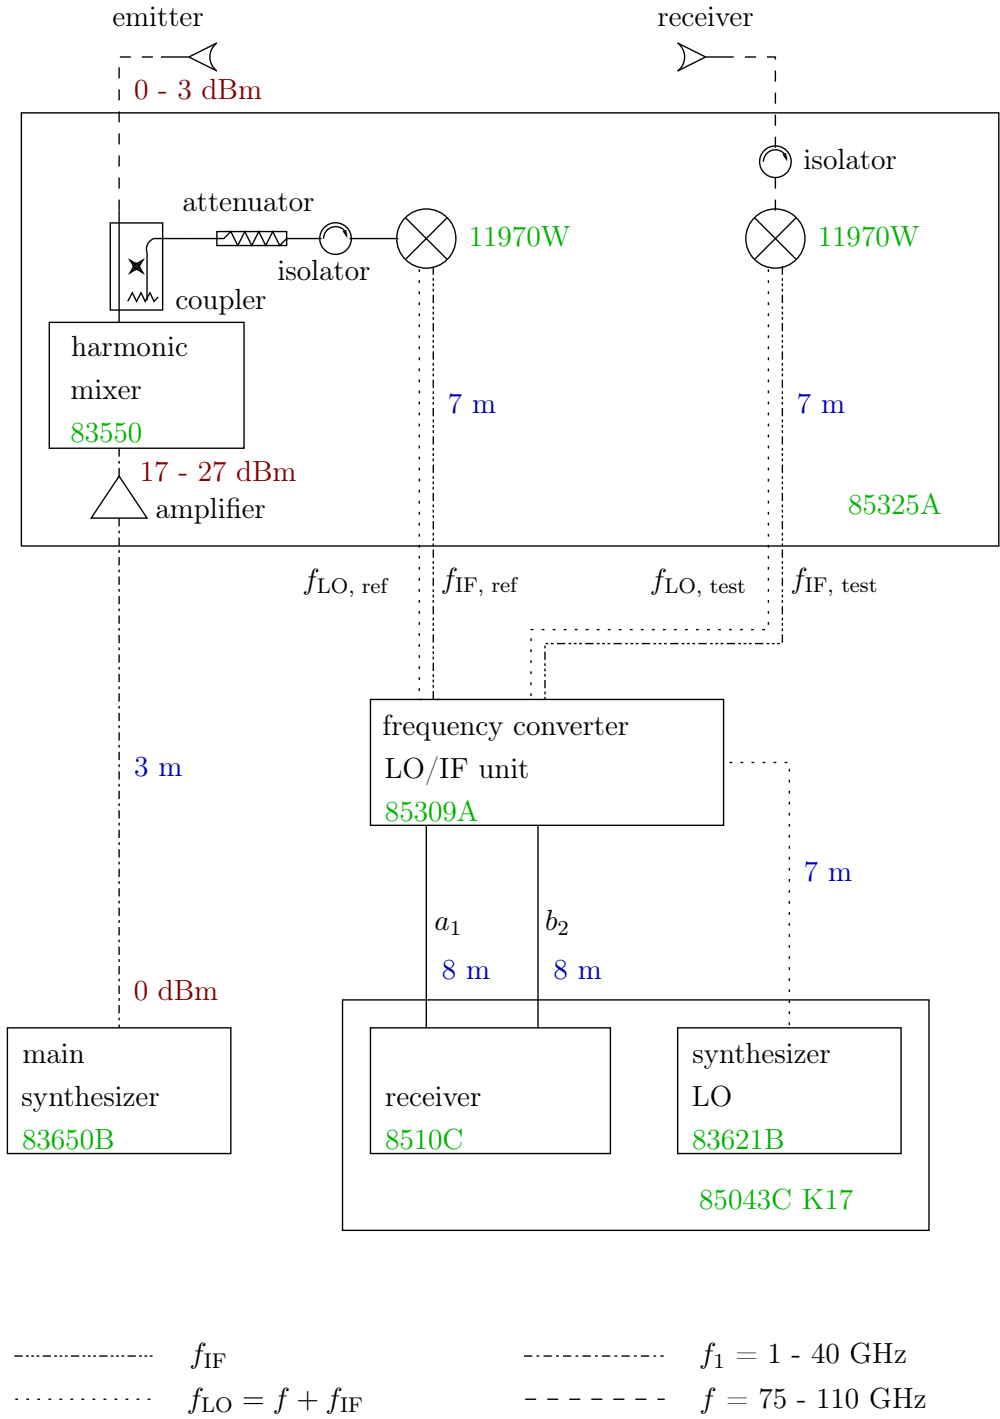 emitter
receiver
0 - 3 dBm
isolator
attenuator
11970W
11970W
isolator
coupler
harmonic
mixer
83550
7 m
7 m
17 - 27 dBm
amplifier
85325A
f_LO, ref
f_IF, ref
f_LO, test
f_IF, test
frequency converter
LO/IF unit
85309A
3 m
7 m
a_1
b_2
8 m
8 m
0 dBm
main
synthesizer
83650B
receiver
8510C
synthesizer
LO
83621B
85043C K17
f_IF
f_1 = 1 - 40 GHz
f_LO = f + f_IF
f = 75 - 110 GHz